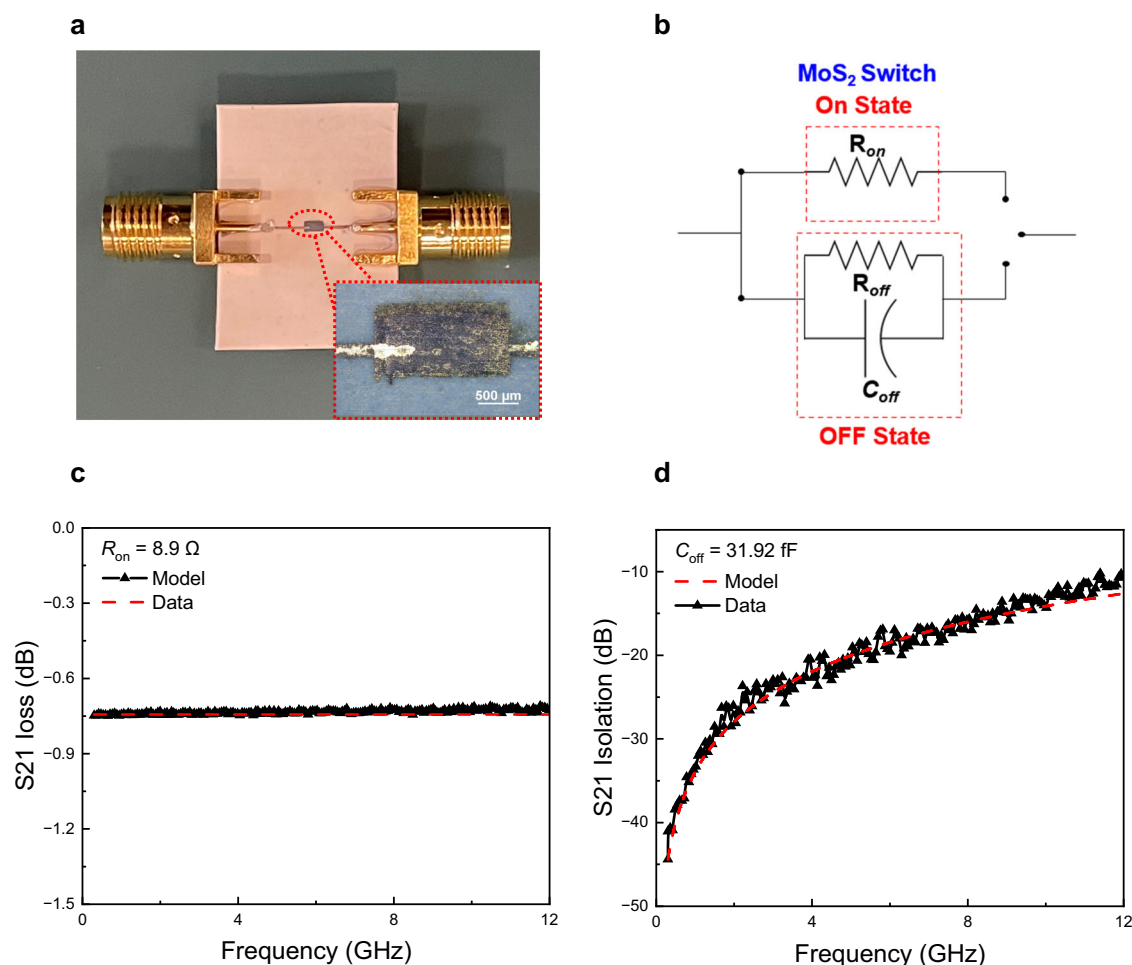 a
500 μm
b
MoS₂ Switch
On State
Ron
Roff
Coff
OFF State
c
Ron = 8.9 Ω
Model
Data
S21 loss (dB)
0.0
−0.3
−0.6
−0.9
−1.2
−1.5
0 4 8 12
Frequency (GHz)
d
Coff = 31.92 fF
Model
Data
S21 Isolation (dB)
−10
−20
−30
−40
−50
0 4 8 12
Frequency (GHz)